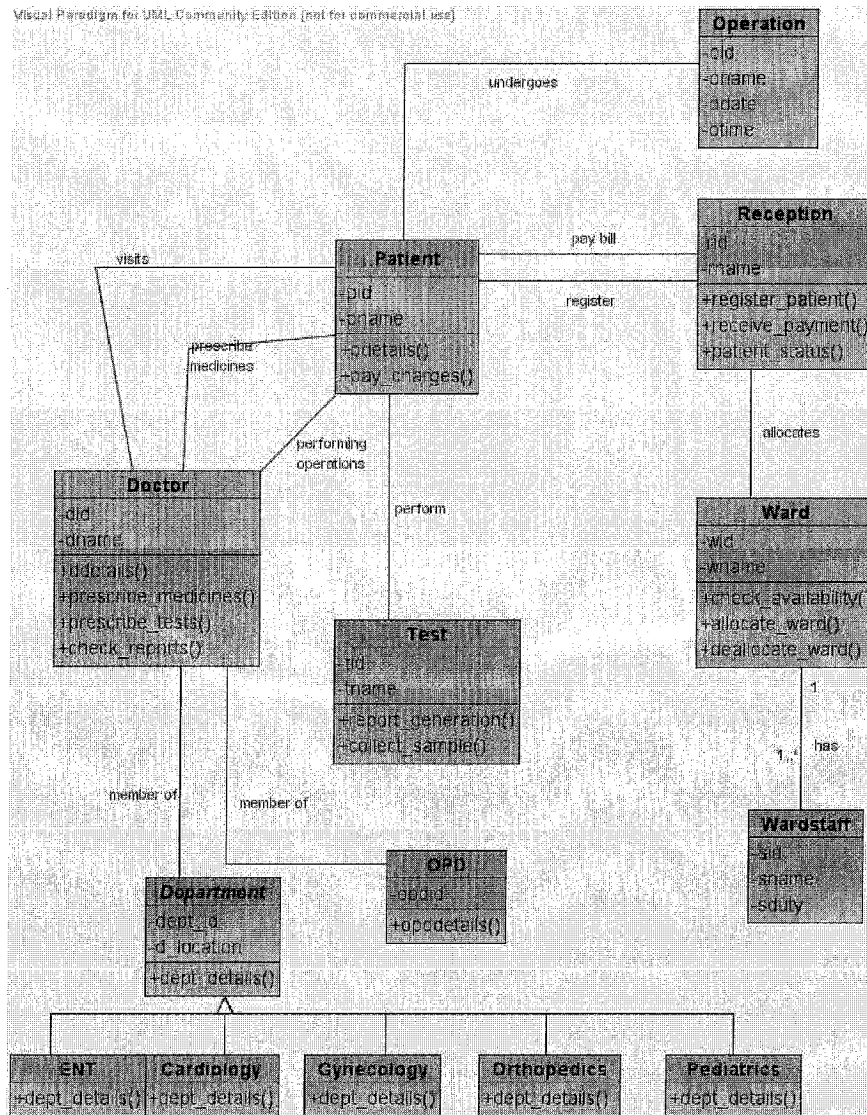 Visual Paradigm for UML Community Edition [not for commercial use]
Operation
-oid
-oname
-odate
-otime
undergoes
Reception
-rid
-rname
+register_patient()
+receive_payment()
+patient_status()
pay bill
register
Patient
-pid
-pname
+pdetails()
+pay_charges()
visits
prescribe
medicines
performing
operations
allocates
Doctor
-did
-dname
+ddetails()
+prescribe_medicines()
+prescribe_tests()
+check_reports()
perform
Ward
-wid
-wname
+check_availability()
+allocate_ward()
+deallocate_ward()
Test
-tid
-tname
+report_generation()
+collect_sample()
1
1..*
has
member of
member of
Wardstaff
-sid
-sname
-sduty
OPD
-opdid
+opddetails()
Department
-dept_id
-d_location
+dept_details()
ENT
+dept_details()
Cardiology
+dept_details()
Gynecology
+dept_details()
Orthopedics
+dept_details()
Pediatrics
+dept_details()